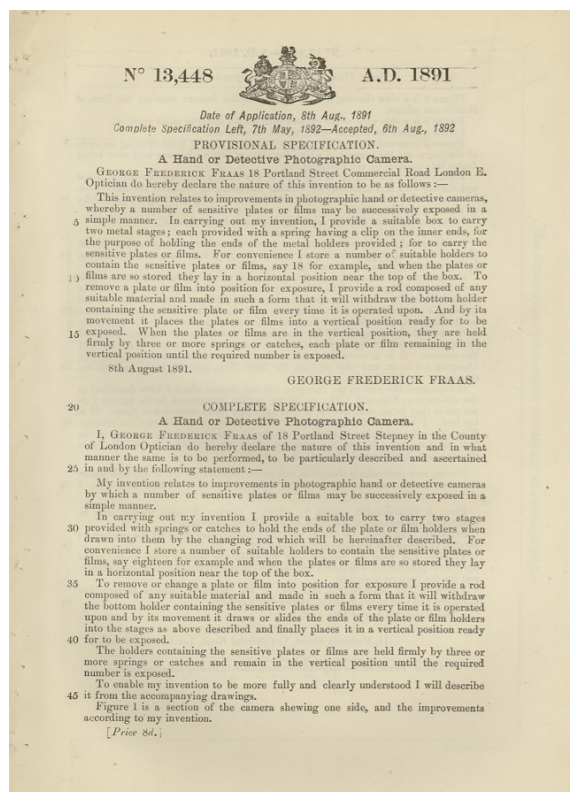 Nº 13,448 A.D. 1891
Date of Application, 8th Aug., 1891
Complete Specification Left, 7th May, 1892—Accepted, 6th Aug., 1892
PROVISIONAL SPECIFICATION.
A Hand or Detective Photographic Camera.
GEORGE FREDERICK FRAAS 18 Portland Street Commercial Road London E.
Optician do hereby declare the nature of this invention to be as follows :—
This invention relates to improvements in photographic hand or detective cameras,
whereby a number of sensitive plates or films may be successively exposed in a
5 simple manner. In carrying out my invention, I provide a suitable box to carry
two metal stages; each provided with a spring having a clip on the inner ends, for
the purpose of holding the ends of the metal holders provided; for to carry the
sensitive plates or films. For convenience I store a number of suitable holders to
contain the sensitive plates or films, say 18 for example, and when the plates or
10 films are so stored they lay in a horizontal position near the top of the box. To
remove a plate or film into position for exposure, I provide a rod composed of any
suitable material and made in such a form that it will withdraw the bottom holder
containing the sensitive plate or film every time it is operated upon. And by its
movement it places the plates or films into a vertical position ready for to be
15 exposed. When the plates or films are in the vertical position, they are held
firmly by three or more springs or catches, each plate or film remaining in the
vertical position until the required number is exposed.
8th August 1891.
GEORGE FREDERICK FRAAS.
20 COMPLETE SPECIFICATION.
A Hand or Detective Photographic Camera.
I, GEORGE FREDERICK FRAAS of 18 Portland Street Stepney in the County
of London Optician do hereby declare the nature of this invention and in what
manner the same is to be performed, to be particularly described and ascertained
25 in and by the following statement :—
My invention relates to improvements in photographic hand or detective cameras
by which a number of sensitive plates or films may be successively exposed in a
simple manner.
In carrying out my invention I provide a suitable box to carry two stages
30 provided with springs or catches to hold the ends of the plate or film holders when
drawn into them by the changing rod which will be hereinafter described. For
convenience I store a number of suitable holders to contain the sensitive plates or
films, say eighteen for example and when the plates or films are so stored they lay
in a horizontal position near the top of the box.
35 To remove or change a plate or film into position for exposure I provide a rod
composed of any suitable material and made in such a form that it will withdraw
the bottom holder containing the sensitive plates or films every time it is operated
upon and by its movement it draws or slides the ends of the plate or film holders
into the stages as above described and finally places it in a vertical position ready
40 for to be exposed.
The holders containing the sensitive plates or films are held firmly by three or
more springs or catches and remain in the vertical position until the required
number is exposed.
To enable my invention to be more fully and clearly understood I will describe
45 it from the accompanying drawings.
Figure 1 is a section of the camera shewing one side, and the improvements
according to my invention.
[Price 8d.]